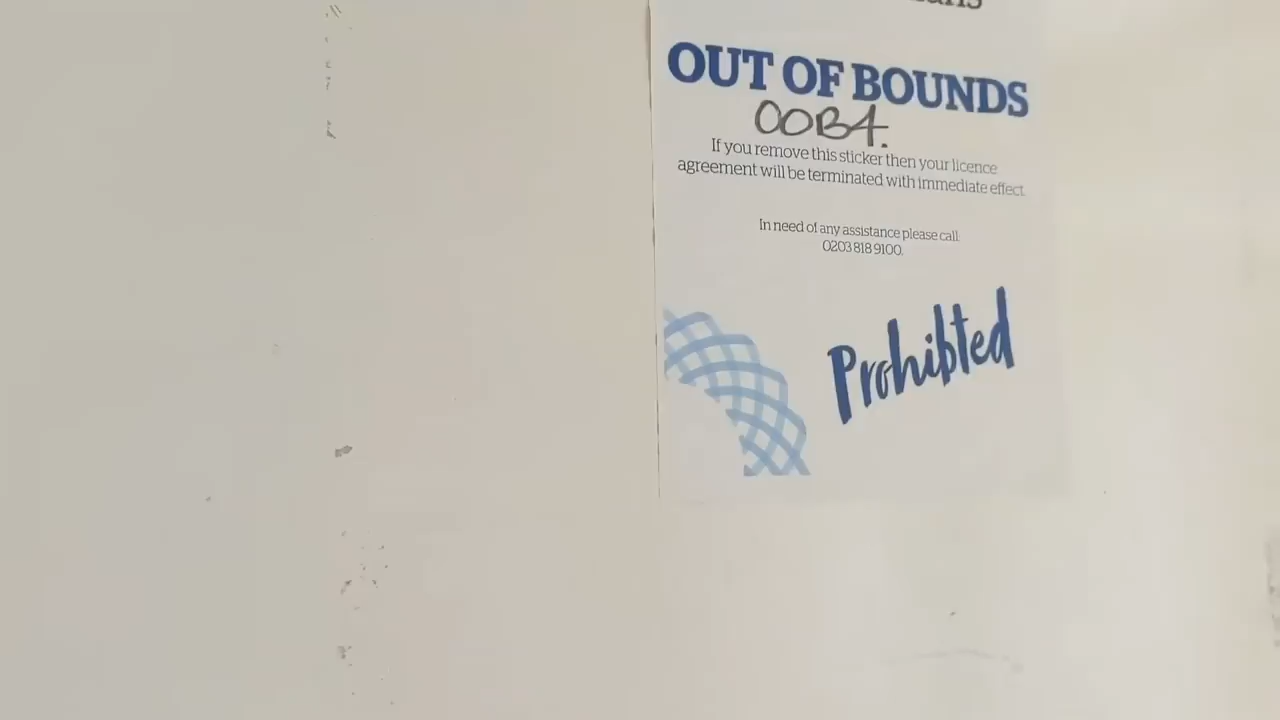 OUT OF BOUNDS
OOB4.
If you remove this sticker then your licence
agreement will be terminated with immediate effect.
In need of any assistance please call:
0203 818 9100.
Prohibted